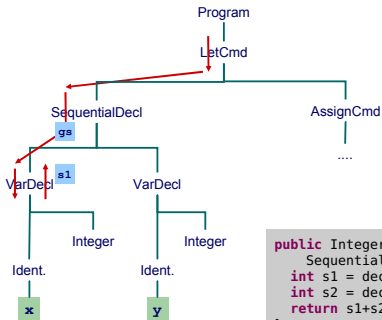 Program
LetCmd
SequentialDecl
AssignCmd
gs
....
s1
VarDecl
VarDecl
Integer
Integer
Ident.
Ident.
x
y
public Integer
Sequential
int s1 = dec
int s2 = dec
return s1+s2